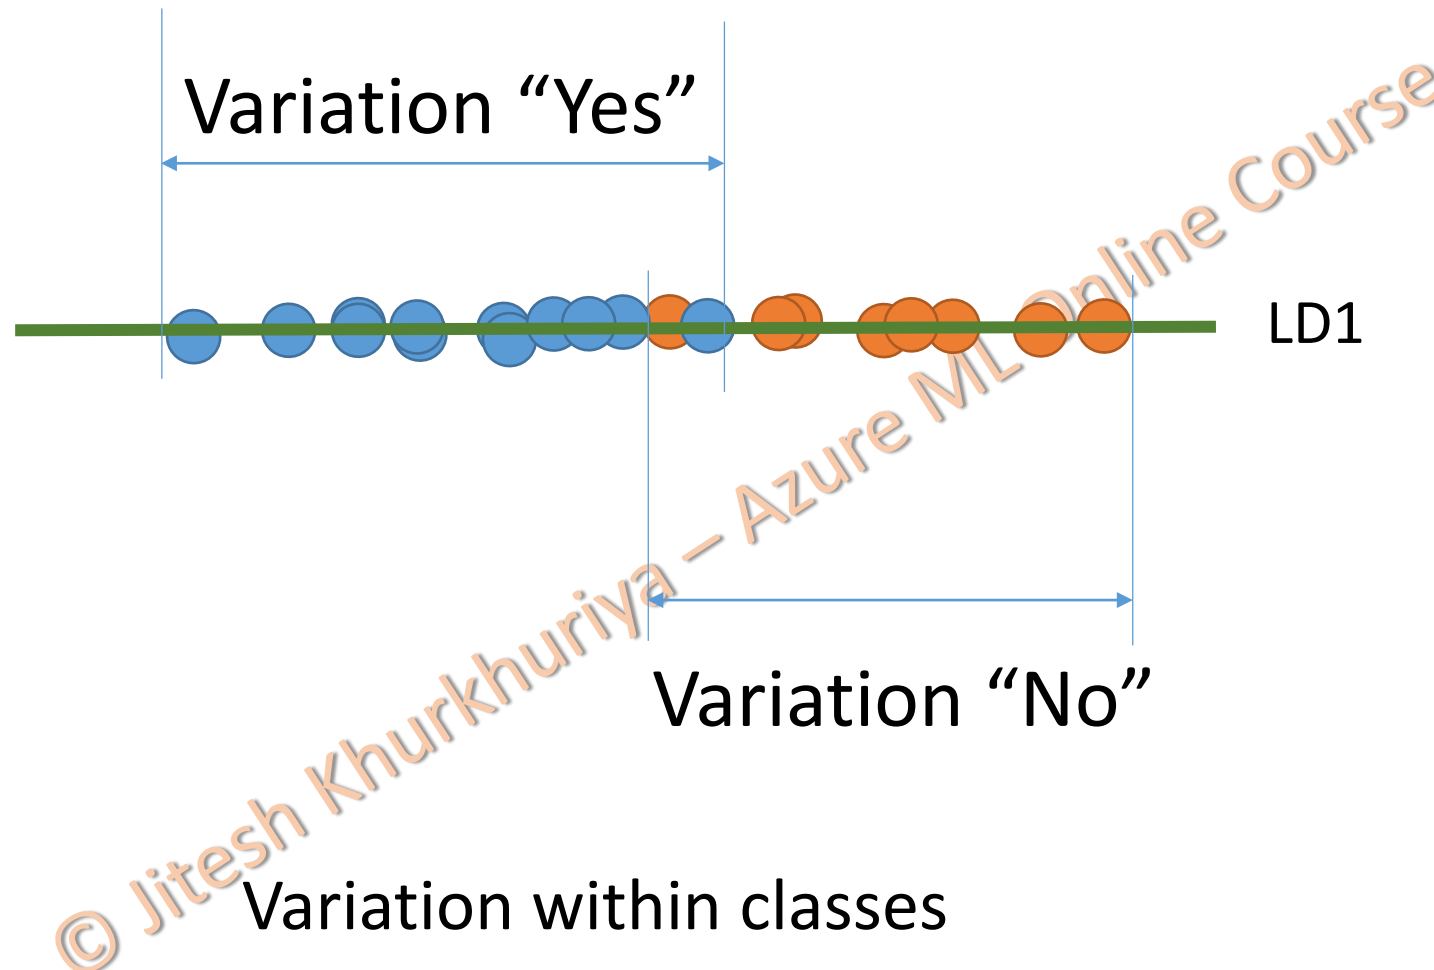 Variation “Yes”
LD1
Variation “No”
Variation within classes
© Jitesh Khurkhuriya – Azure ML Online Course